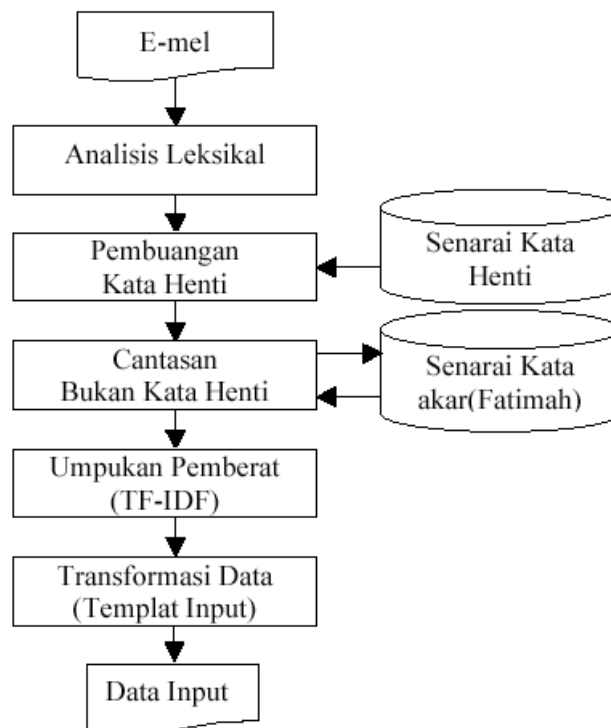 E-mel
Analisis Leksikal
Pembuangan
Kata Henti
Senarai Kata
Henti
Cantasan
Bukan Kata Henti
Senarai Kata
akar(Fatimah)
Umpukan Pemberat
(TF-IDF)
Transformasi Data
(Templat Input)
Data Input